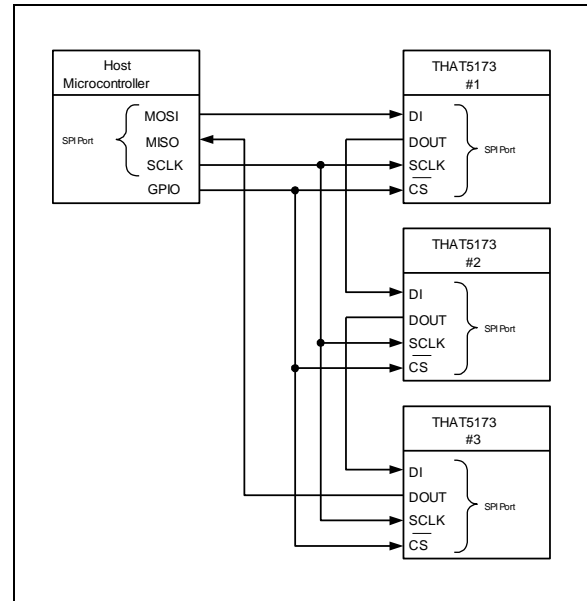 Host
Microcontroller
SPI Port
MOSI
MISO
SCLK
GPIO
THAT5173
#1
DI
DOUT
SCLK
CS
SPI Port
THAT5173
#2
DI
DOUT
SCLK
CS
SPI Port
THAT5173
#3
DI
DOUT
SCLK
CS
SPI Port